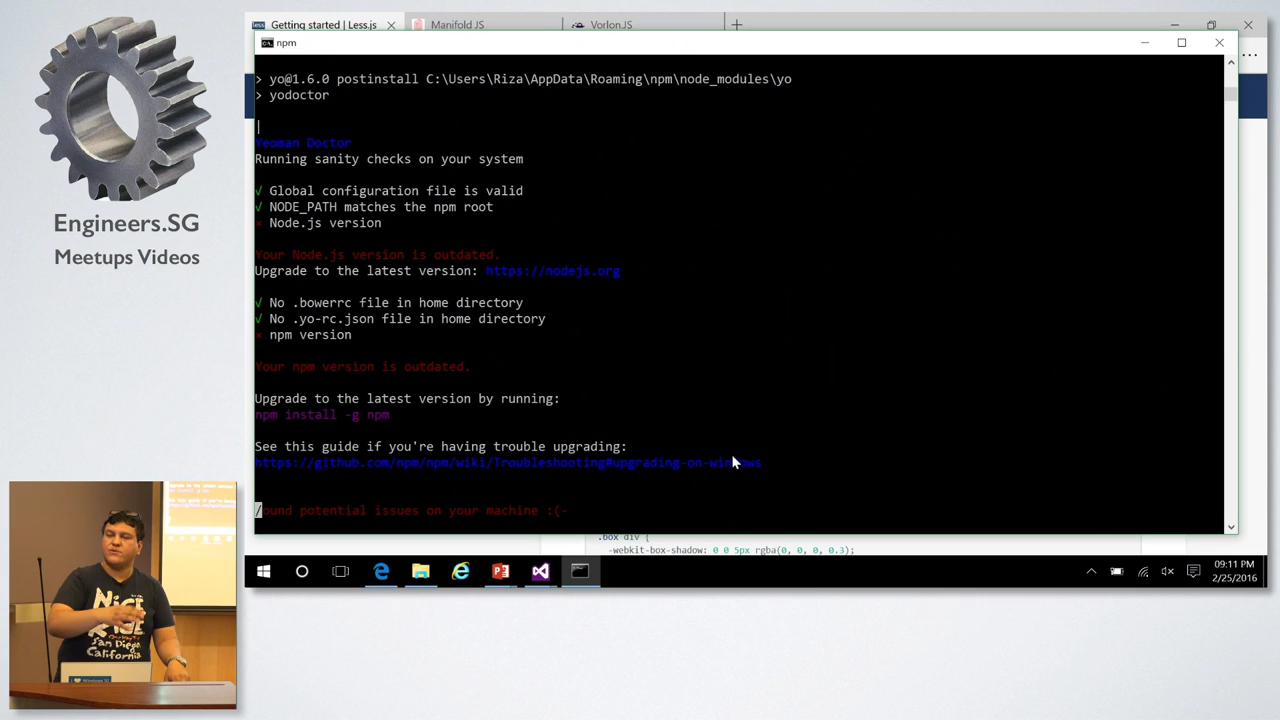 Engineers.SG
Meetups Videos
less
Getting started | Less.js
Manifold JS
Vorlon.JS
npm
> yo@1.6.0 postinstall C:\Users\Riza\AppData\Roaming\npm\node_modules\yo
> yodoctor
|
Yeoman Doctor
Running sanity checks on your system
√ Global configuration file is valid
√ NODE_PATH matches the npm root
× Node.js version
Your Node.js version is outdated.
Upgrade to the latest version: https://nodejs.org
√ No .bowerrc file in home directory
√ No .yo-rc.json file in home directory
× npm version
Your npm version is outdated.
Upgrade to the latest version by running:
npm install -g npm
See this guide if you're having trouble upgrading:
https://github.com/npm/npm/wiki/Troubleshooting#upgrading-on-windows
/ound potential issues on your machine :(-
.box div {
-webkit-box-shadow: 0 0 5px rgba(0, 0, 0, 0.3);
09:11 PM
2/25/2016
NICE
San Diego
California